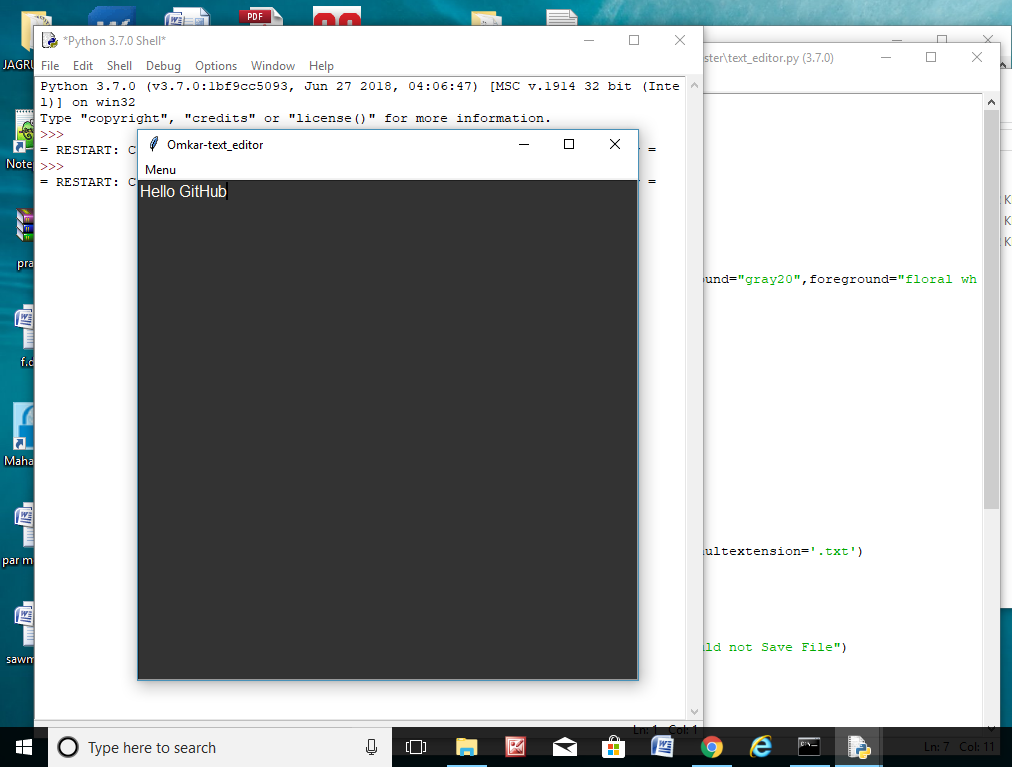 PDF
JAGRU
Note
pra
f.d
Maha
par m
sawm
*Python 3.7.0 Shell*
File Edit Shell Debug Options Window Help
Python 3.7.0 (v3.7.0:1bf9cc5093, Jun 27 2018, 04:06:47) [MSC v.1914 32 bit (Inte
l)] on win32
Type "copyright", "credits" or "license()" for more information.
>>>
= RESTART: C
=
>>>
= RESTART: C
=
Omkar-text_editor
Menu
Hello GitHub
ster\text_editor.py (3.7.0)
und="gray20",foreground="floral wh
ultextension='.txt')
ld not Save File")
K
K
K
Ln: 1 Col: 1
Ln: 7 Col: 11
Type here to search